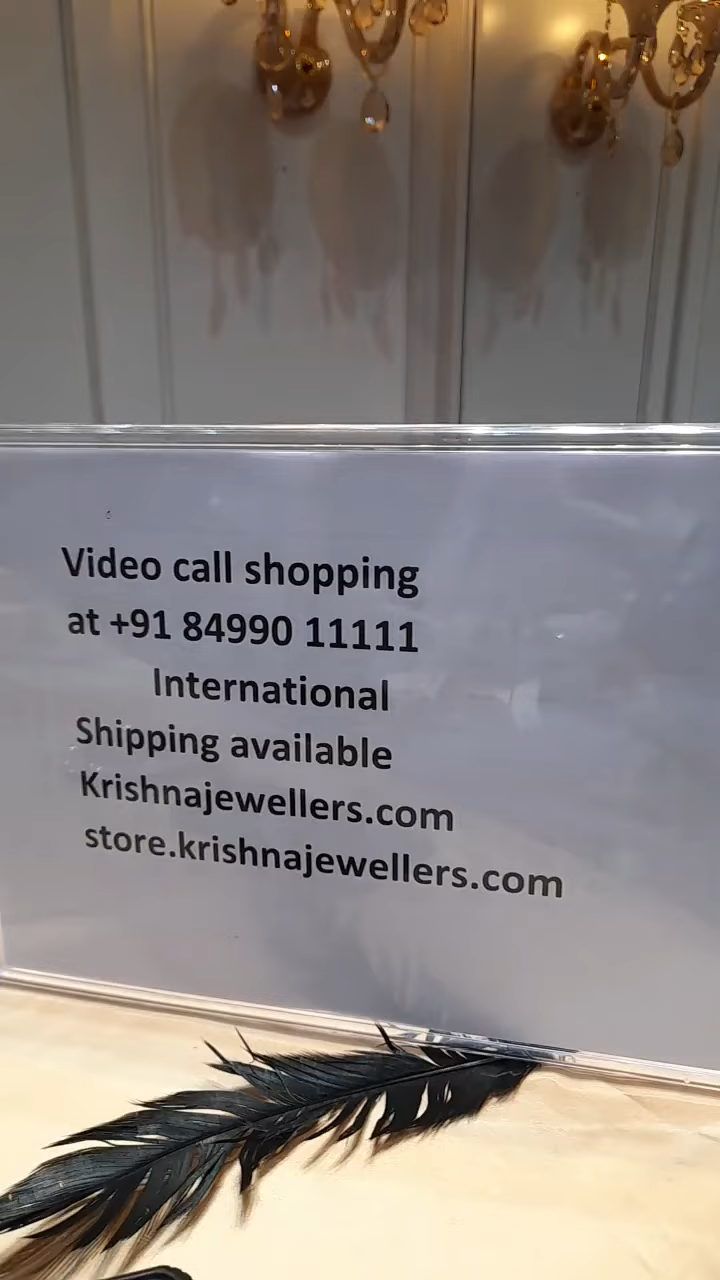 Video call shopping
at +91 84990 11111
International
Shipping available
Krishnajewellers.com
store.krishnajewellers.com